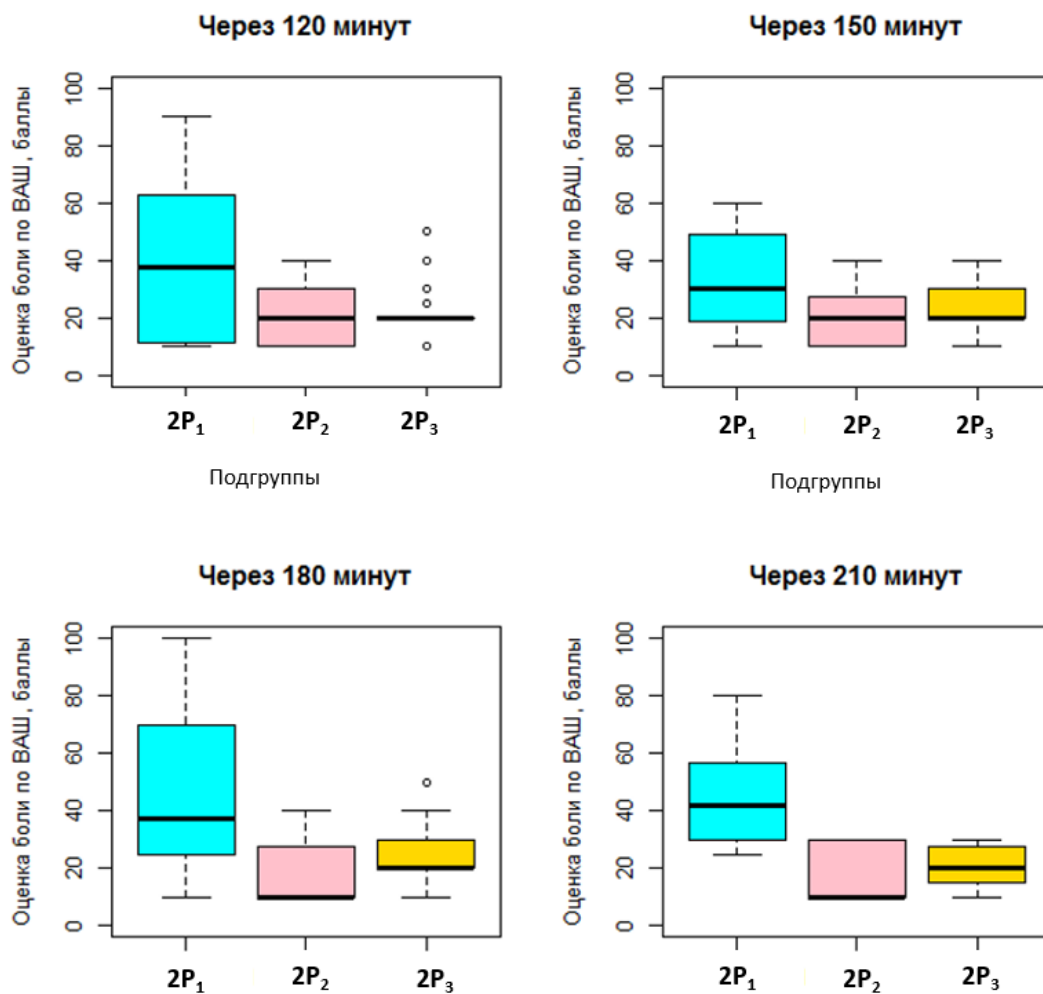 Через 120 минут
Оценка боли по ВАШ, баллы
100
80
60
40
20
0
2P₁ 2P₂ 2P₃
Подгруппы
Через 150 минут
Оценка боли по ВАШ, баллы
100
80
60
40
20
0
2P₁ 2P₂ 2P₃
Подгруппы
Через 180 минут
Оценка боли по ВАШ, баллы
100
80
60
40
20
0
2P₁ 2P₂ 2P₃
Через 210 минут
Оценка боли по ВАШ, баллы
100
80
60
40
20
0
2P₁ 2P₂ 2P₃